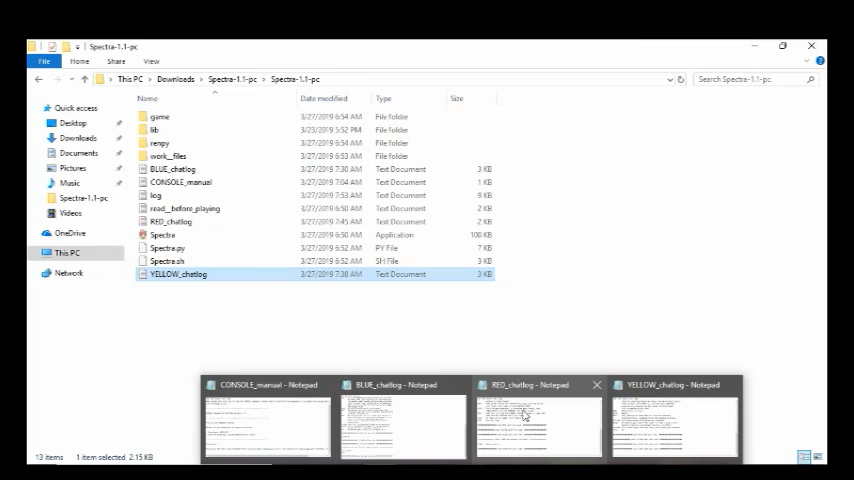 Spectra-1.1-pc
File Home Share View
This PC Downloads Spectra-1.1-pc Spectra-1.1-pc Search Spectra-1.1-pc
Name Date modified Type Size
Quick access
Desktop
Downloads
Documents
Pictures
Music
Spectra-1.1-pc
Videos
OneDrive
This PC
Network
game 3/27/2019 6:54 AM File folder
lib 3/23/2019 5:52 PM File folder
renpy 3/27/2019 6:54 AM File folder
work_files 3/27/2019 6:53 AM File folder
BLUE_chatlog 3/27/2019 7:30 AM Text Document 3 KB
CONSOLE_manual 3/27/2019 7:04 AM Text Document 1 KB
log 3/27/2019 7:53 AM Text Document 9 KB
read_before_playing 3/27/2019 6:50 AM Text Document 2 KB
RED_chatlog 3/27/2019 7:45 AM Text Document 2 KB
Spectra 3/27/2019 6:50 AM Application 100 KB
Spectra.py 3/27/2019 6:52 AM PY File 7 KB
Spectra.sh 3/27/2019 6:52 AM SH File 3 KB
YELLOW_chatlog 3/27/2019 7:38 AM Text Document 3 KB
CONSOLE_manual - Notepad BLUE_chatlog - Notepad RED_chatlog - Notepad YELLOW_chatlog - Notepad
13 items 1 item selected 2.15 KB